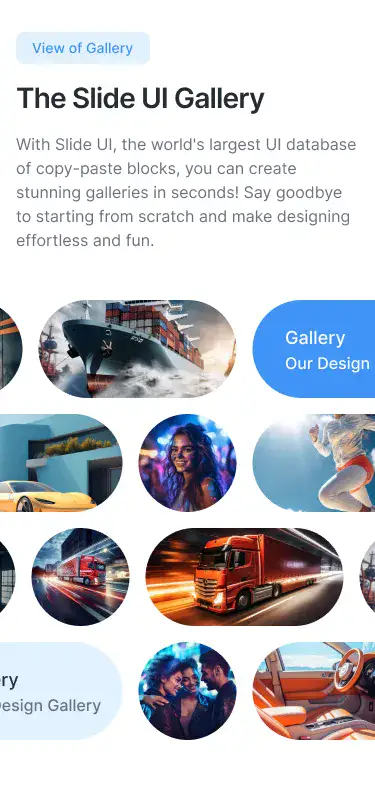 View of Gallery
The Slide UI Gallery
With Slide UI, the world's largest UI database
of copy-paste blocks, you can create
stunning galleries in seconds! Say goodbye
to starting from scratch and make designing
effortless and fun.
Gallery
Our Design
ery
Design Gallery